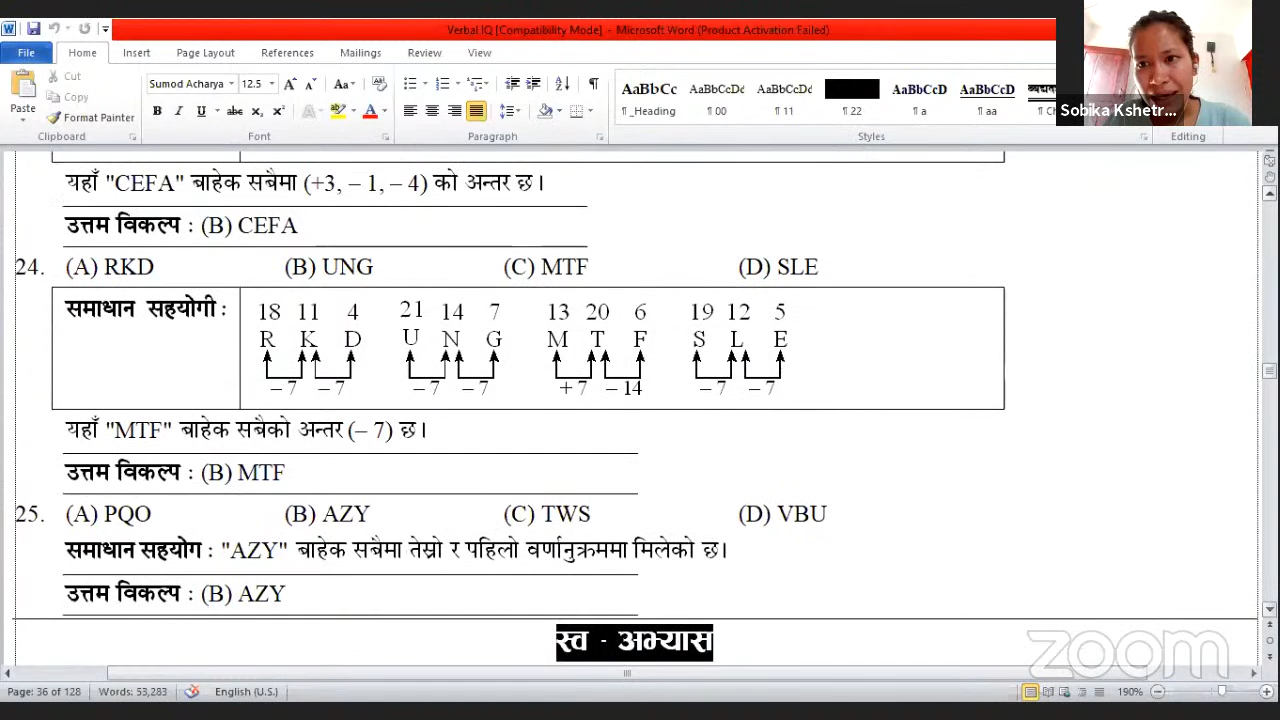 Verbal IQ [Compatibility Mode] - Microsoft Word (Product Activation Failed)
File Home Insert Page Layout References Mailings Review View
Paste Cut Copy Format Painter
Sumod Acharya 12.5
AaBbCc AaBbCcDc AaBbCcDc AaBbCcD AaBbCcD
¶ _Heading ¶ 00 ¶ 11 ¶ 22 ¶ a ¶ aa
Clipboard Font Paragraph Styles Editing
Sobika Kshetr...
यहाँ "CEFA" बाहेक सबैमा (+3, – 1, – 4) को अन्तर छ।
उत्तम विकल्प : (B) CEFA
24. (A) RKD (B) UNG (C) MTF (D) SLE
समाधान सहयोगी :
18 11 4 21 14 7 13 20 6 19 12 5
R K D U N G M T F S L E
– 7 – 7 – 7 – 7 + 7 – 14 – 7 – 7
यहाँ "MTF" बाहेक सबैको अन्तर (– 7) छ।
उत्तम विकल्प : (B) MTF
25. (A) PQO (B) AZY (C) TWS (D) VBU
समाधान सहयोग : "AZY" बाहेक सबैमा तेस्रो र पहिलो वर्णानुक्रममा मिलेको छ।
उत्तम विकल्प : (B) AZY
स्व - अभ्यास
zoom
Page: 36 of 128 Words: 53,283 English (U.S.) 190%